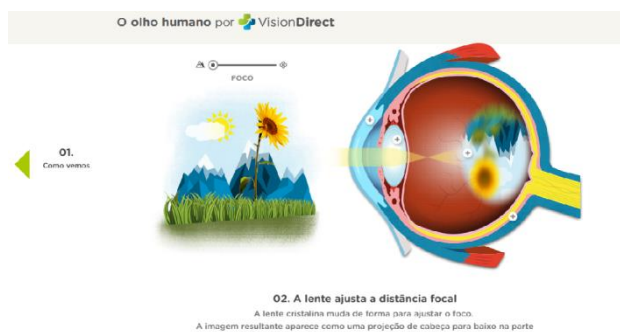 O olho humano por VisionDirect
FOCO
01.
Como vemos
02. A lente ajusta a distância focal
A lente cristalina muda de forma para ajustar o foco.
A imagem resultante aparece como uma projeção de cabeça para baixo na parte